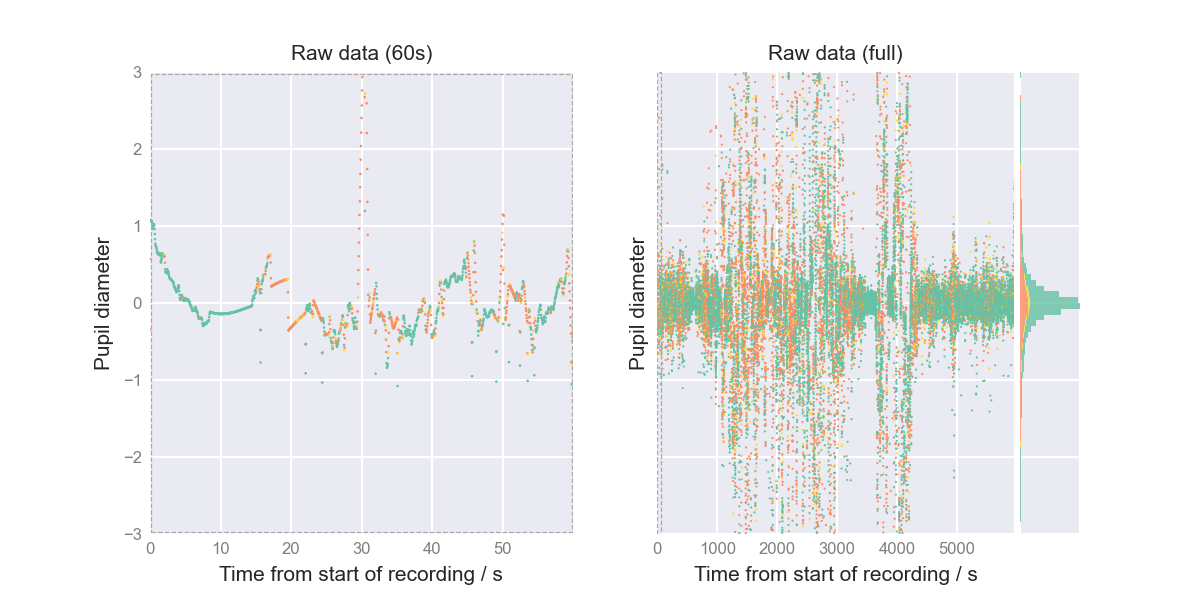 Raw data (60s)
Raw data (full)
Pupil diameter
3
2
1
0
−1
−2
−3
0 10 20 30 40 50
Time from start of recording / s
Pupil diameter
0 1000 2000 3000 4000 5000
Time from start of recording / s